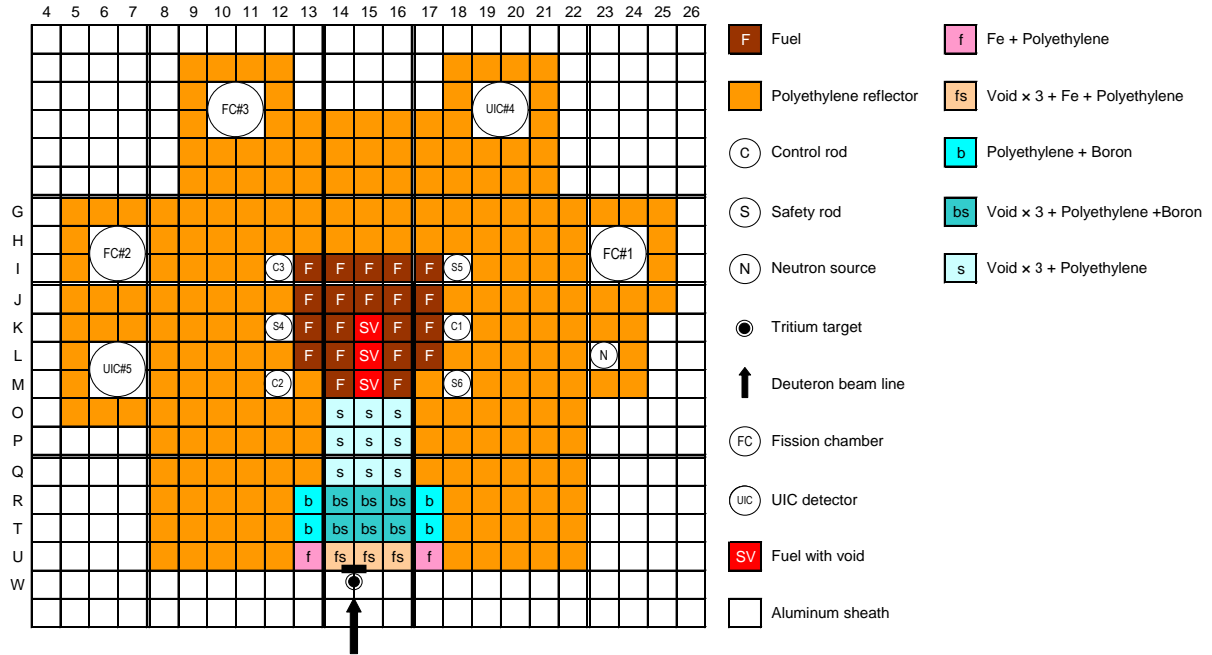 4 5 6 7 8 9 10 11 12 13 14 15 16 17 18 19 20 21 22 23 24 25 26
F Fuel f Fe + Polyethylene
FC#3 UIC#4 Polyethylene reflector fs Void × 3 + Fe + Polyethylene
C Control rod b Polyethylene + Boron
G S Safety rod bs Void × 3 + Polyethylene +Boron
H FC#2 FC#1
I C3 F F F F F S5 N Neutron source s Void × 3 + Polyethylene
J F F F F F
K S4 F F SV F F C1 Tritium target
L UIC#5 F F SV F F N
M C2 F SV F S6 Deuteron beam line
O s s s
P s s s FC Fission chamber
Q s s s
R b bs bs bs b UIC UIC detector
T b bs bs bs b
U f fs fs fs f SV Fuel with void
W
Aluminum sheath